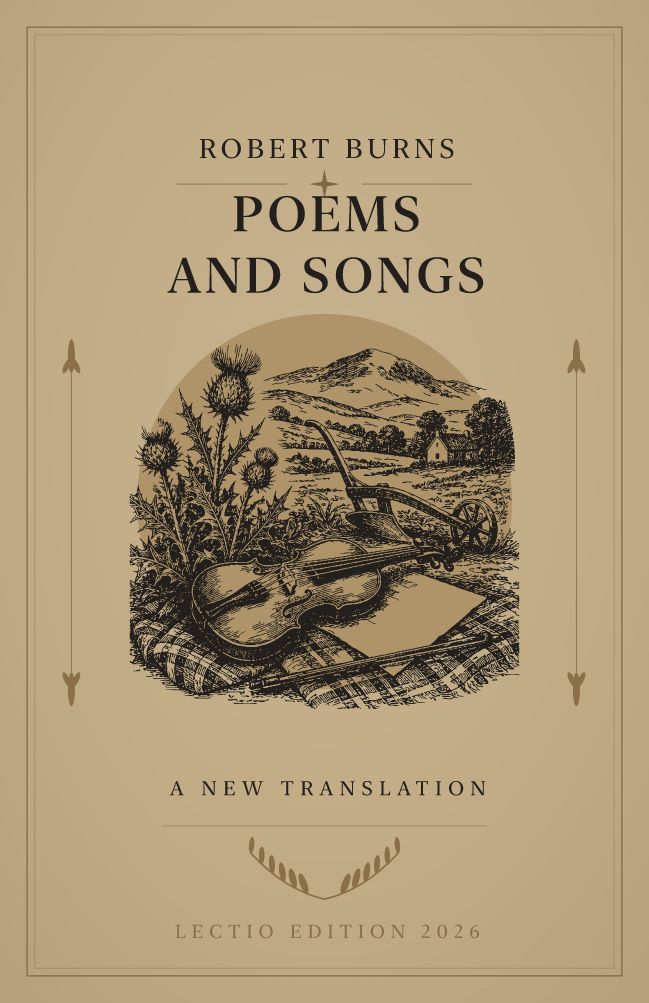 ROBERT BURNS
POEMS
AND SONGS
A NEW TRANSLATION
LECTIO EDITION 2026